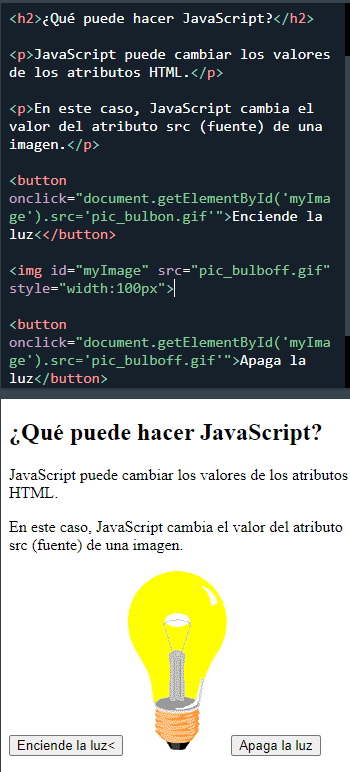 <h2>¿Qué puede hacer JavaScript?</h2>
<p>JavaScript puede cambiar los valores
de los atributos HTML.</p>
<p>En este caso, JavaScript cambia el
valor del atributo src (fuente) de una
imagen.</p>
<button
onclick="document.getElementById('myIma
ge').src='pic_bulbon.gif'">Enciende la
luz<</button>
<img id="myImage" src="pic_bulboff.gif"
style="width:100px">
<button
onclick="document.getElementById('myIma
ge').src='pic_bulboff.gif'">Apaga la
luz</button>
¿Qué puede hacer JavaScript?
JavaScript puede cambiar los valores de los atributos
HTML.
En este caso, JavaScript cambia el valor del atributo
src (fuente) de una imagen.
Enciende la luz< Apaga la luz